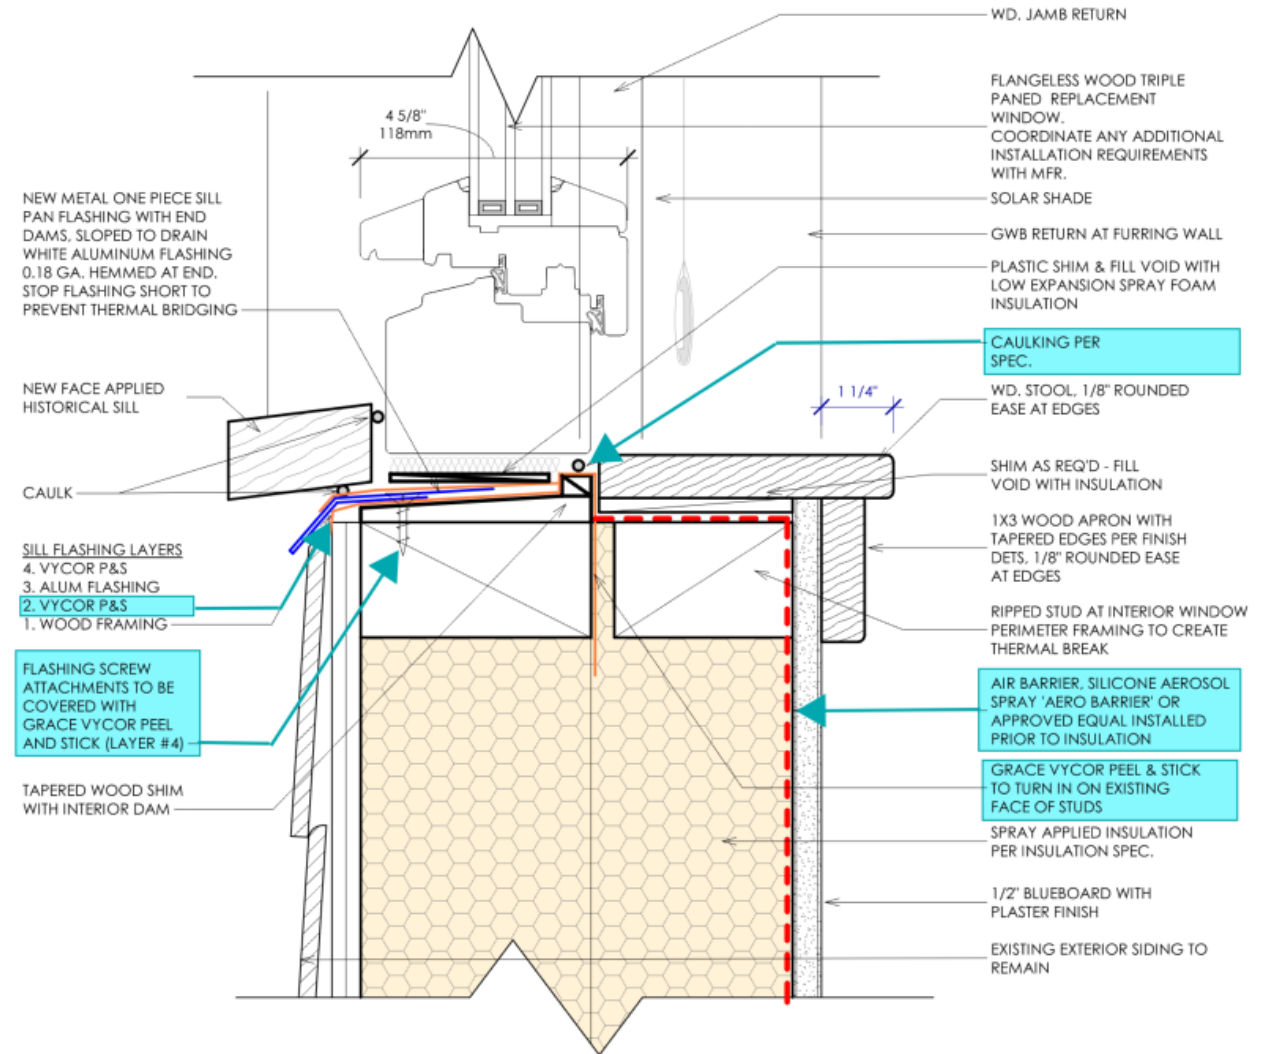 WD. JAMB RETURN
FLANGELESS WOOD TRIPLE
PANED REPLACEMENT
WINDOW.
COORDINATE ANY ADDITIONAL
INSTALLATION REQUIREMENTS
WITH MFR.
4 5/8"
118mm
NEW METAL ONE PIECE SILL
PAN FLASHING WITH END
DAMS, SLOPED TO DRAIN
WHITE ALUMINUM FLASHING
0.18 GA. HEMMED AT END.
STOP FLASHING SHORT TO
PREVENT THERMAL BRIDGING
SOLAR SHADE
GWB RETURN AT FURRING WALL
PLASTIC SHIM & FILL VOID WITH
LOW EXPANSION SPRAY FOAM
INSULATION
CAULKING PER
SPEC.
NEW FACE APPLIED
HISTORICAL SILL
1 1/4"
WD. STOOL, 1/8" ROUNDED
EASE AT EDGES
CAULK
SHIM AS REQ'D - FILL
VOID WITH INSULATION
1X3 WOOD APRON WITH
TAPERED EDGES PER FINISH
DETS, 1/8" ROUNDED EASE
AT EDGES
SILL FLASHING LAYERS
4. VYCOR P&S
3. ALUM FLASHING
2. VYCOR P&S
1. WOOD FRAMING
RIPPED STUD AT INTERIOR WINDOW
PERIMETER FRAMING TO CREATE
THERMAL BREAK
FLASHING SCREW
ATTACHMENTS TO BE
COVERED WITH
GRACE VYCOR PEEL
AND STICK (LAYER #4)
AIR BARRIER, SILICONE AEROSOL
SPRAY 'AERO BARRIER' OR
APPROVED EQUAL INSTALLED
PRIOR TO INSULATION
GRACE VYCOR PEEL & STICK
TO TURN IN ON EXISTING
FACE OF STUDS
TAPERED WOOD SHIM
WITH INTERIOR DAM
SPRAY APPLIED INSULATION
PER INSULATION SPEC.
1/2" BLUEBOARD WITH
PLASTER FINISH
EXISTING EXTERIOR SIDING TO
REMAIN